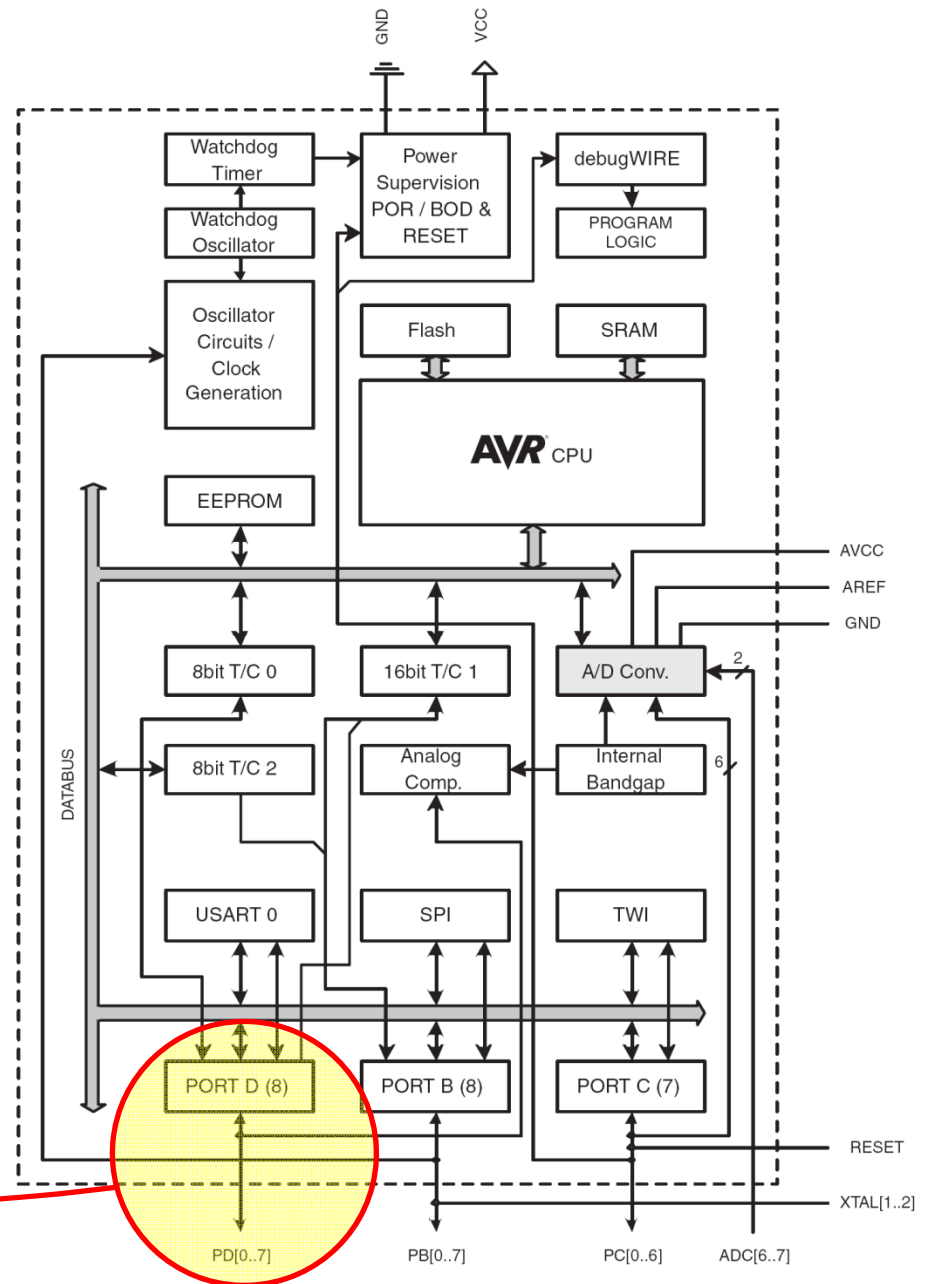 GND
VCC
Watchdog
Timer
Power
Supervision
POR / BOD &
RESET
debugWIRE
Watchdog
Oscillator
PROGRAM
LOGIC
Oscillator
Circuits /
Clock
Generation
Flash
SRAM
AVR CPU
EEPROM
AVCC
AREF
GND
8bit T/C 0
16bit T/C 1
A/D Conv.
2
DATABUS
8bit T/C 2
Analog
Comp.
Internal
Bandgap
6
USART 0
SPI
TWI
PORT D (8)
PORT B (8)
PORT C (7)
RESET
XTAL[1..2]
PD[0..7]
PB[0..7]
PC[0..6]
ADC[6..7]